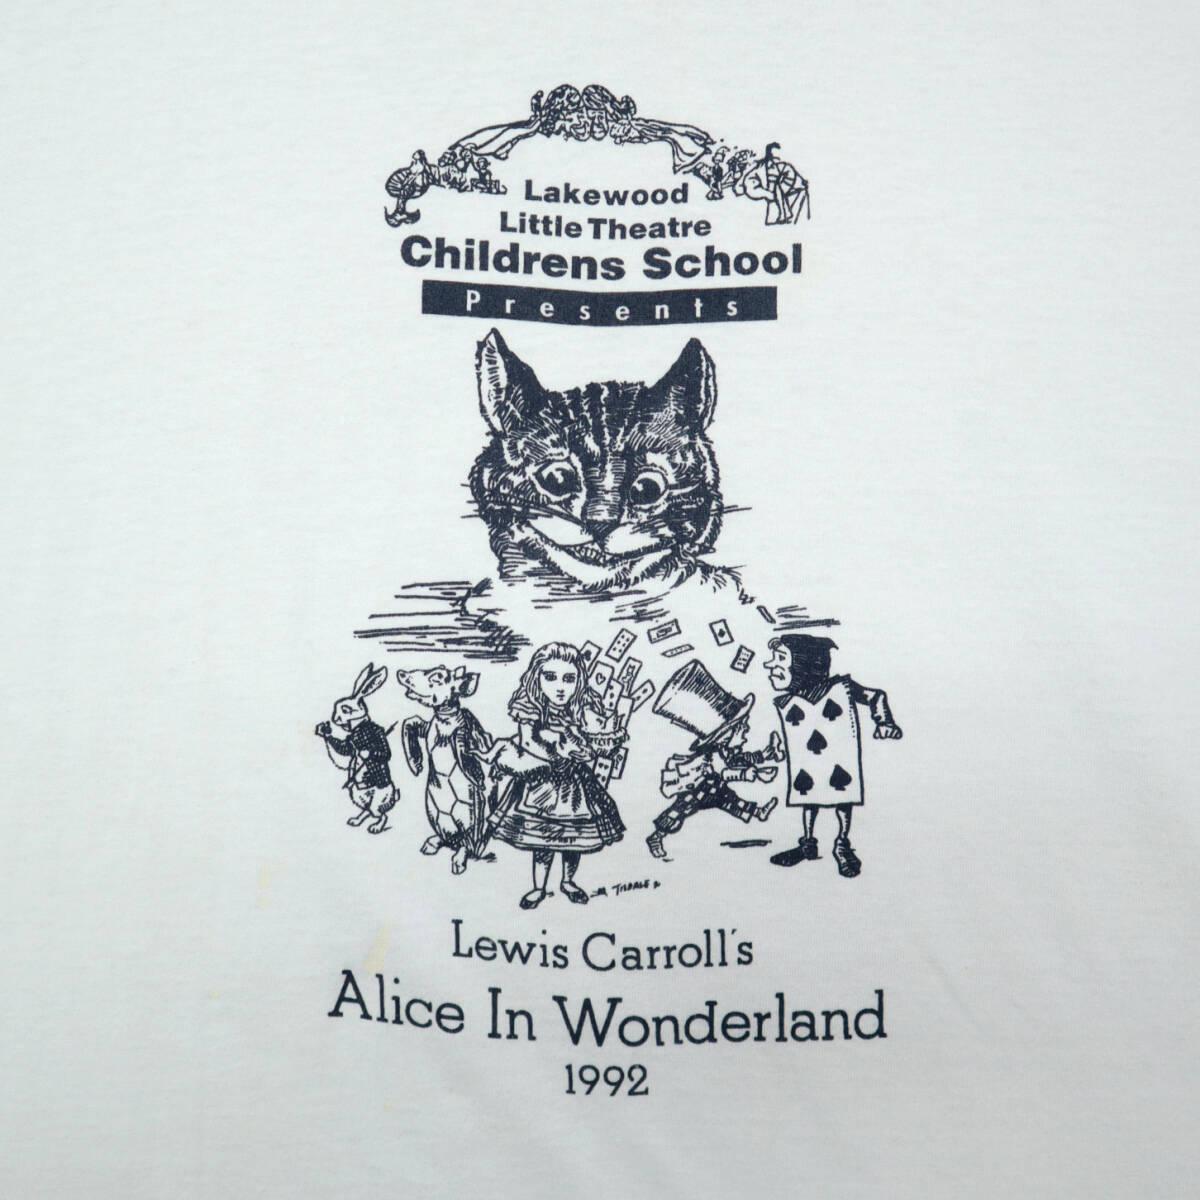 Lakewood
Little Theatre
Childrens School
Presents
Lewis Carroll's
Alice In Wonderland
1992